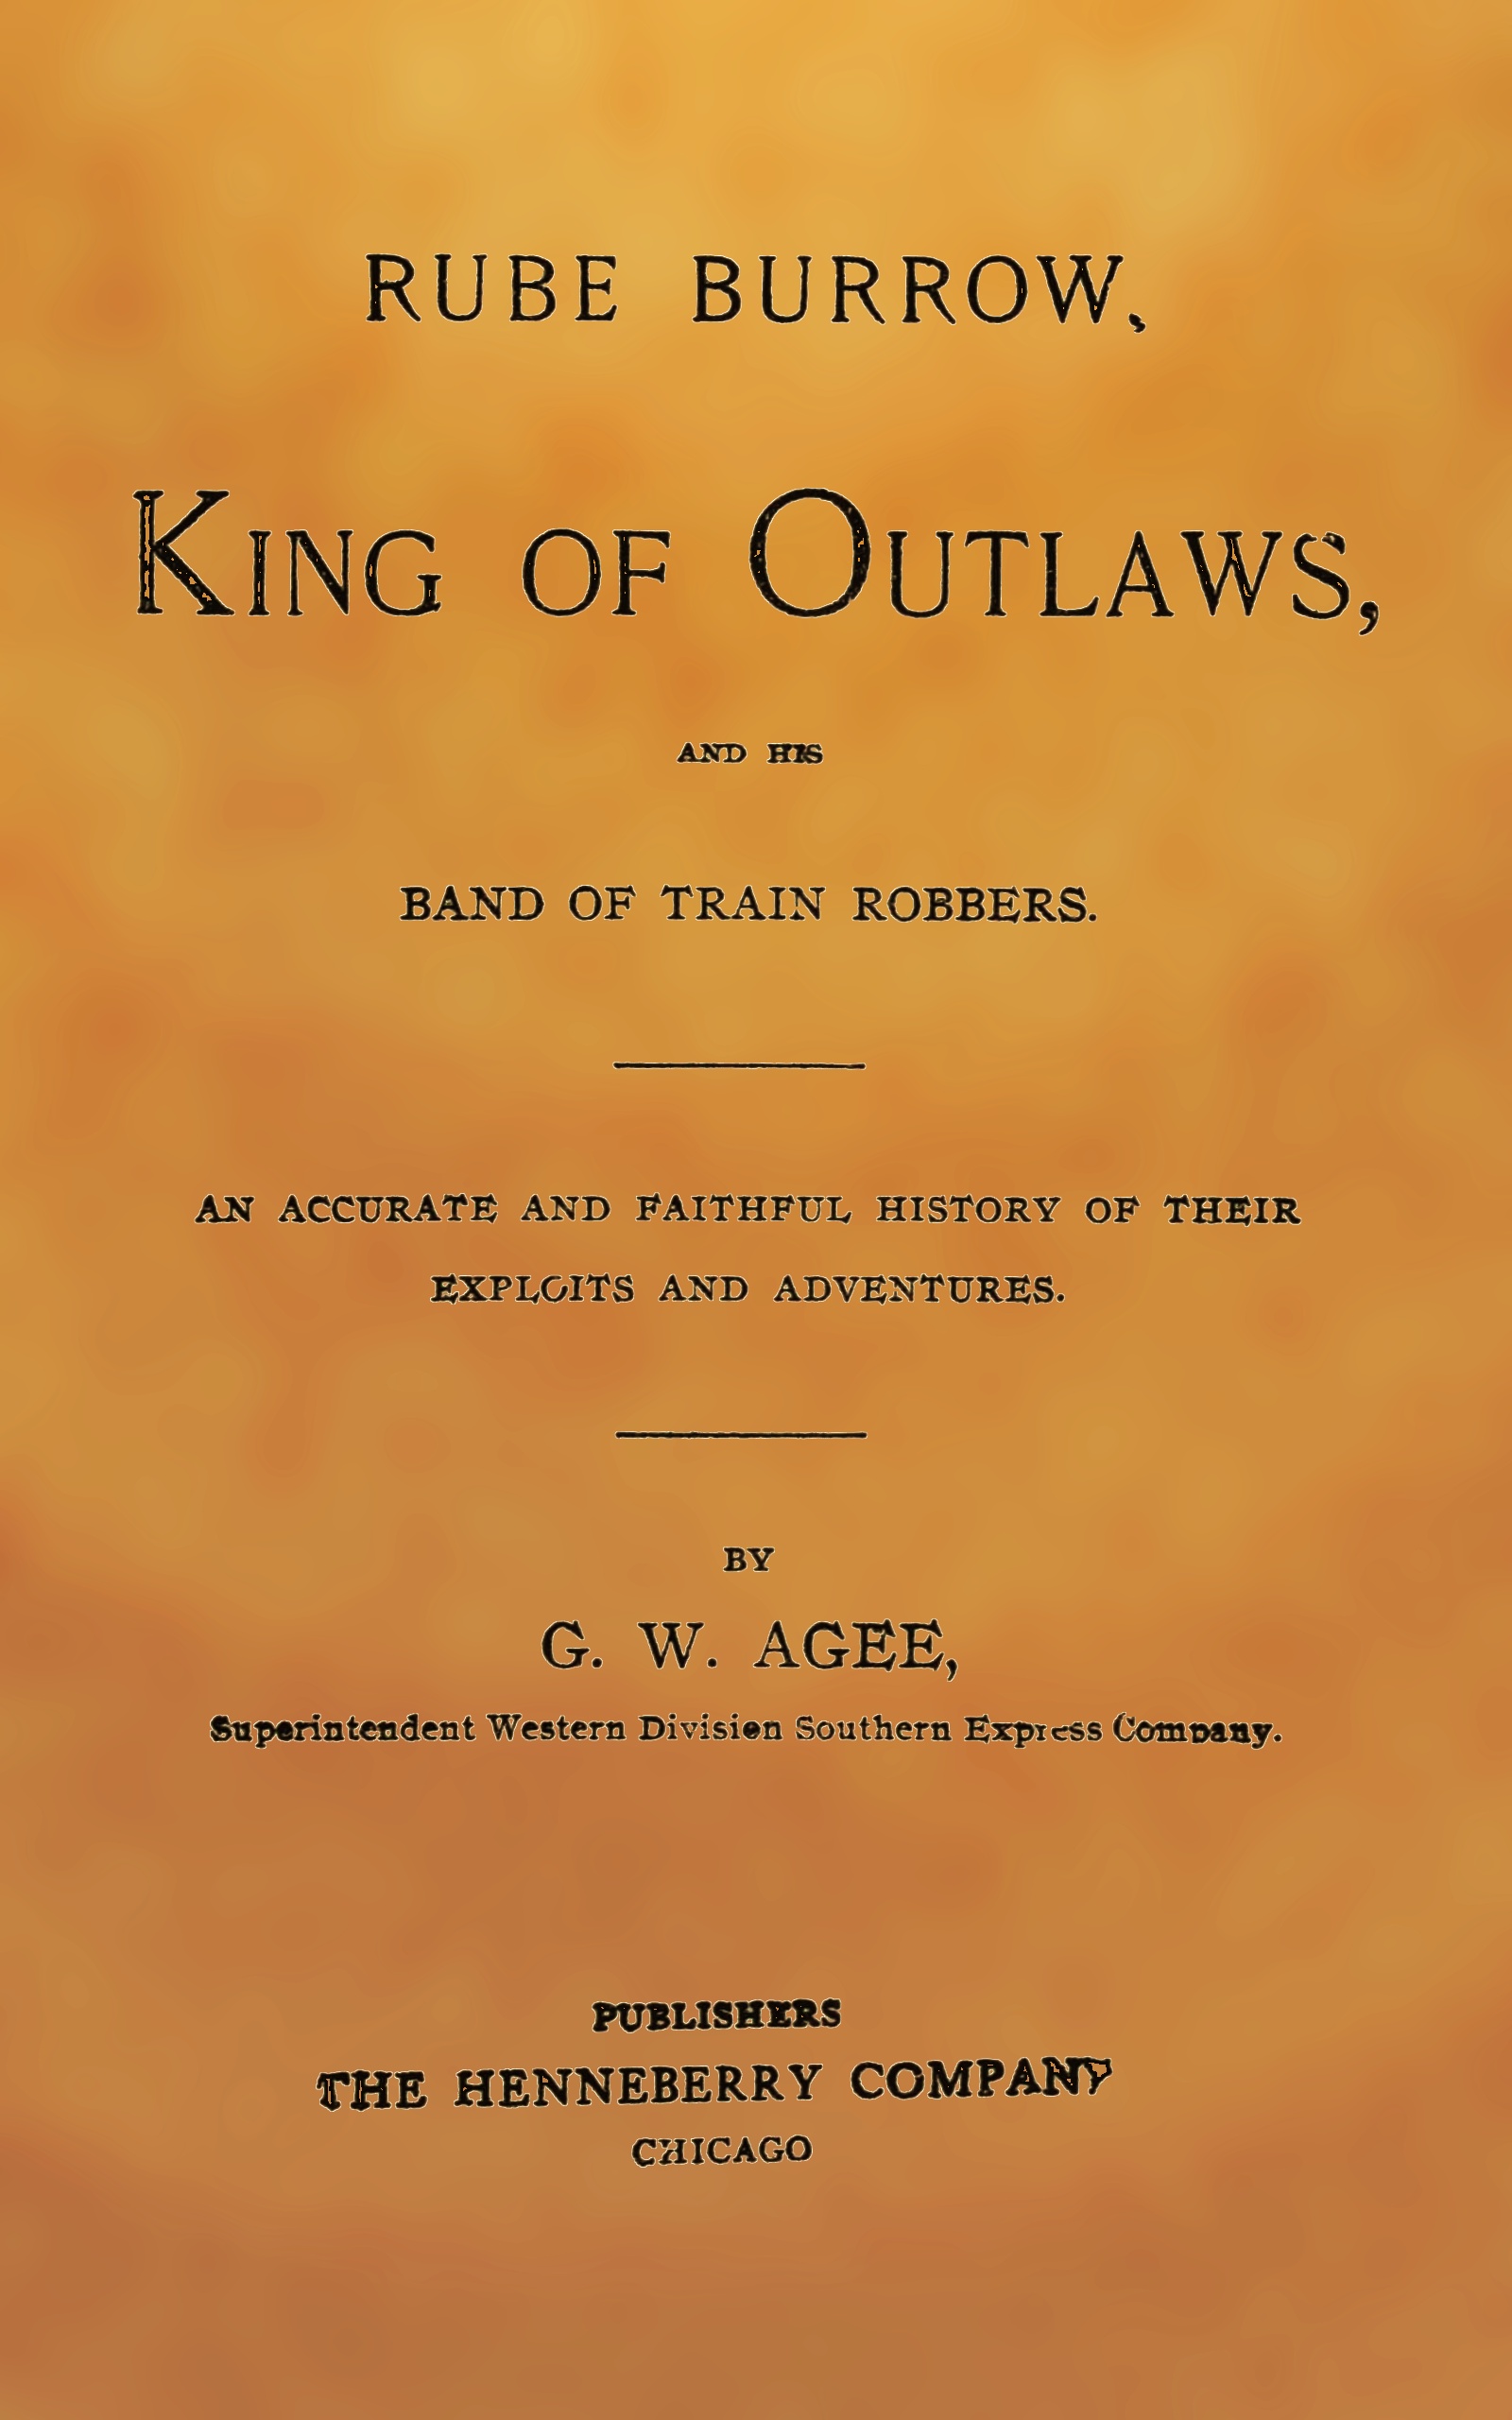 RUBE BURROW,
KING OF OUTLAWS,
AND HIS
BAND OF TRAIN ROBBERS.
AN ACCURATE AND FAITHFUL HISTORY OF THEIR
EXPLOITS AND ADVENTURES.
BY
G. W. AGEE,
Superintendent Western Division Southern Express Company.
PUBLISHERS
THE HENNEBERRY COMPANY
CHICAGO